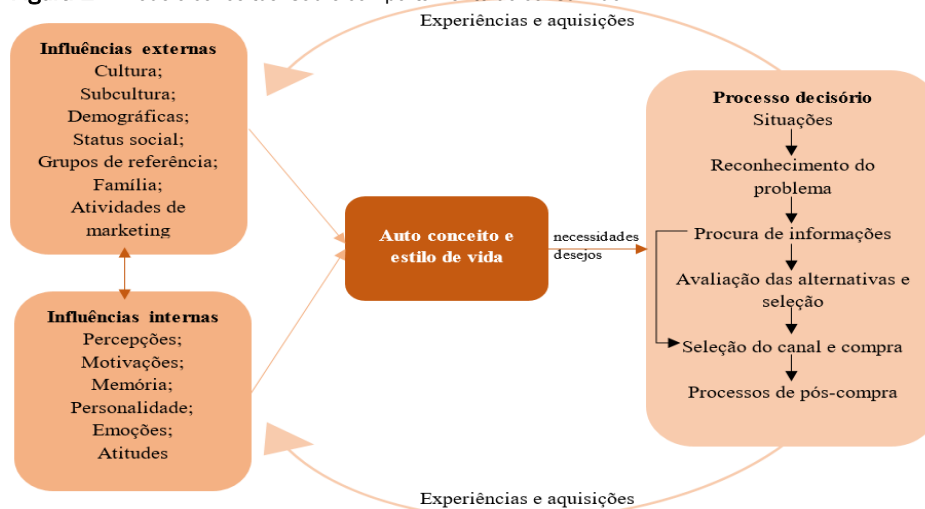 Experiências e aquisições
Influências externas
Cultura;
Subcultura;
Demográficas;
Status social;
Grupos de referência;
Família;
Atividades de
marketing
Influências internas
Percepções;
Motivações;
Memória;
Personalidade;
Emoções;
Atitudes
Auto conceito e
estilo de vida
necessidades
desejos
Processo decisório
Situações
Reconhecimento do
problema
Procura de informações
Avaliação das alternativas e
seleção
Seleção do canal e compra
Processos de pós-compra
Experiências e aquisições